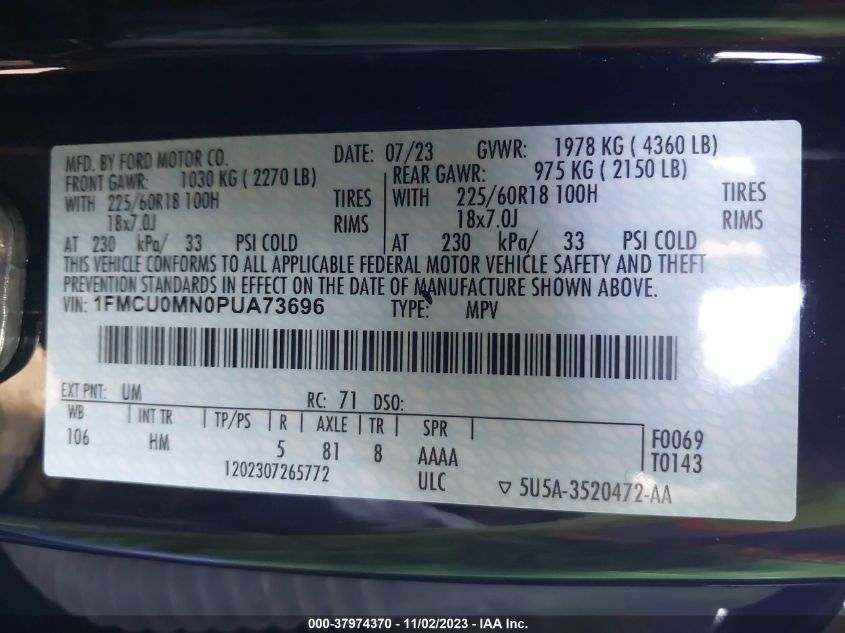 MFD. BY FORD MOTOR CO. DATE: 07/23 GVWR: 1978 KG ( 4360 LB)
FRONT GAWR: 1030 KG ( 2270 LB) REAR GAWR: 975 KG ( 2150 LB)
WITH 225/60R18 100H TIRES WITH 225/60R18 100H TIRES
18x7.0J RIMS 18x7.0J RIMS
AT 230 kPa/ 33 PSI COLD AT 230 kPa/ 33 PSI COLD
THIS VEHICLE CONFORMS TO ALL APPLICABLE FEDERAL MOTOR VEHICLE SAFETY AND THEFT
PREVENTION STANDARDS IN EFFECT ON THE DATE OF MANUFACTURE SHOWN ABOVE.
VIN: 1FMCU0MN0PUA73696 TYPE: MPV
EXT PNT: UM RC: 71 DSO:
WB INT TR TP/PS R AXLE TR SPR
106 HM 5 81 8 AAAA F0069
T0143
1202307265772 ULC ▽ 5U5A-3520472-AA
000-37974370 - 11/02/2023 - IAA Inc.